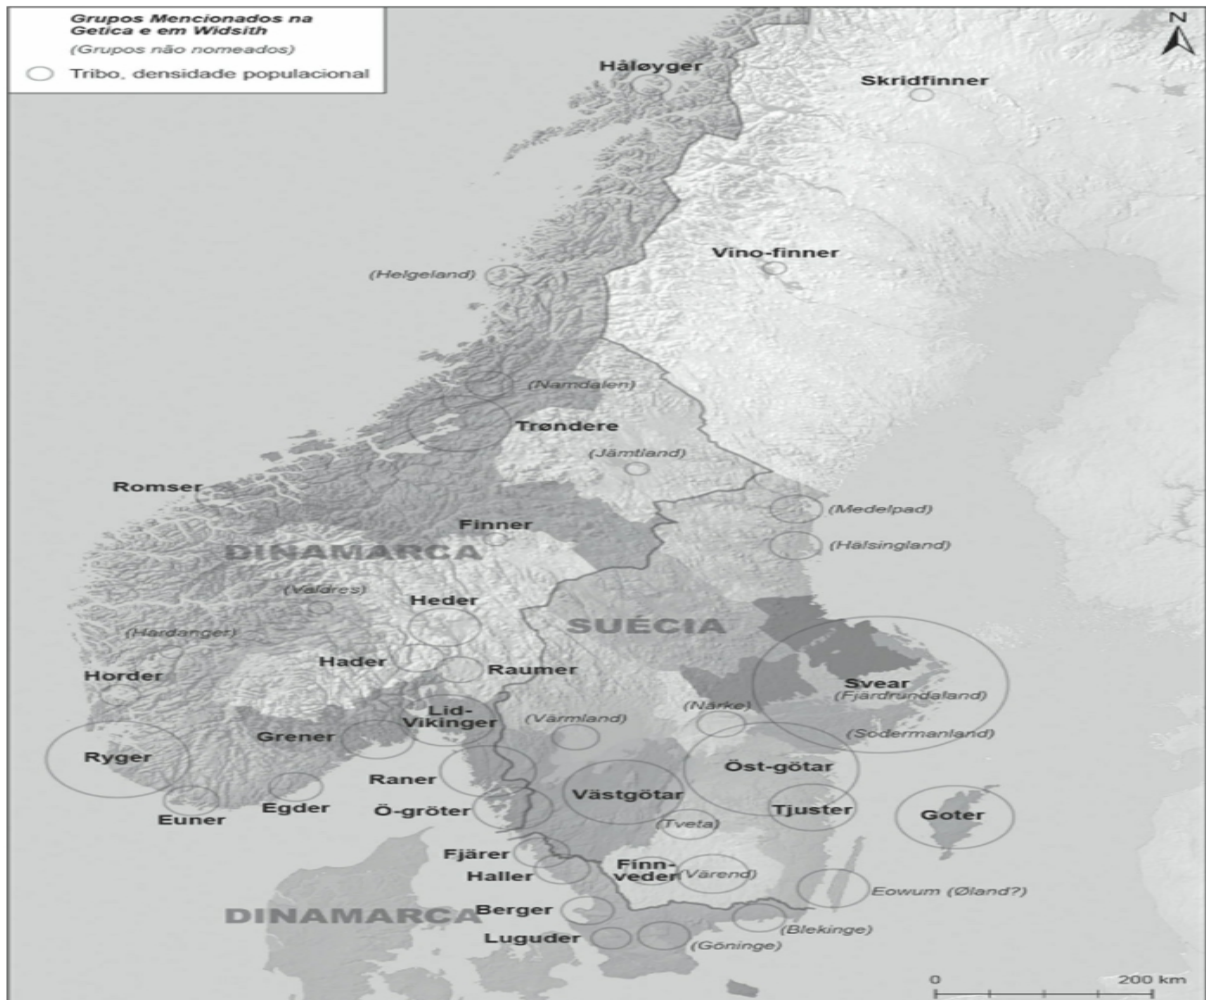 Grupos Mencionados na
Getica e em Widsith
(Grupos não nomeados)
Tribo, densidade populacional
N
Håløyger
Skridfinner
Vino-finner
(Helgeland)
(Namdalen)
Trøndere
(Jämtland)
Romser
(Medelpad)
Finner
(Hälsingland)
DINAMARCA
(Valdres)
Heder
SUÉCIA
(Hardanger)
Hader
Raumer
Horder
Svear
(Fjärdrundaland)
Lid-
Vikinger
(Närke)
(Värmland)
Grener
(Södermanland)
Ryger
Öst-götar
Raner
Västgötar
Egder
Ö-gröter
Tjuster
Goter
Euner
(Tveta)
Fjärer
Finn-
veder
(Värend)
Haller
Eowum (Øland?)
Berger
DINAMARCA
(Blekinge)
Luguder
(Göninge)
0 200 km